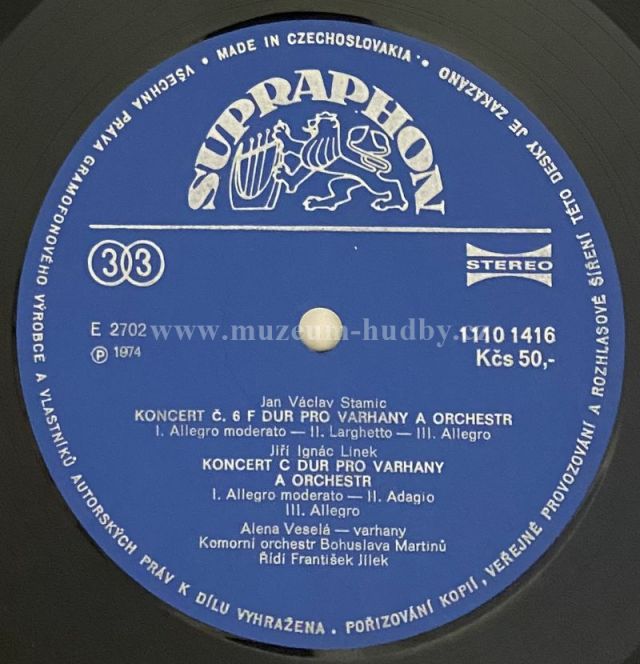 VŠECHNA PRÁVA GRAMOFONOVÉHO VÝROBCE A VLASTNÍKŮ AUTORSKÝCH PRÁV K DÍLU VYHRAŽENA . POŘIZOVÁNÍ KOPIÍ, VEŘEJNÉ PROVOZOVÁNÍ A ROZHLASOVÉ ŠÍŘENÍ TÉTO DESKY JE ZAKÁZÁNO • MADE IN CZECHOSLOVAKIA •
SUPRAPHON
33
STEREO
E 2702
1110 1416
℗ 1974
Kčs 50,-
www.muzeum-hudby.cz
Jan Václav Stamic
KONCERT Č. 6 F DUR PRO VARHANY A ORCHESTR
I. Allegro moderato — II. Larghetto — III. Allegro
Jiří Ignác Linek
KONCERT C DUR PRO VARHANY
A ORCHESTR
I. Allegro moderato — II. Adagio
III. Allegro
Alena Veselá — varhany
Komorní orchestr Bohuslava Martinů
Řídí František Jílek